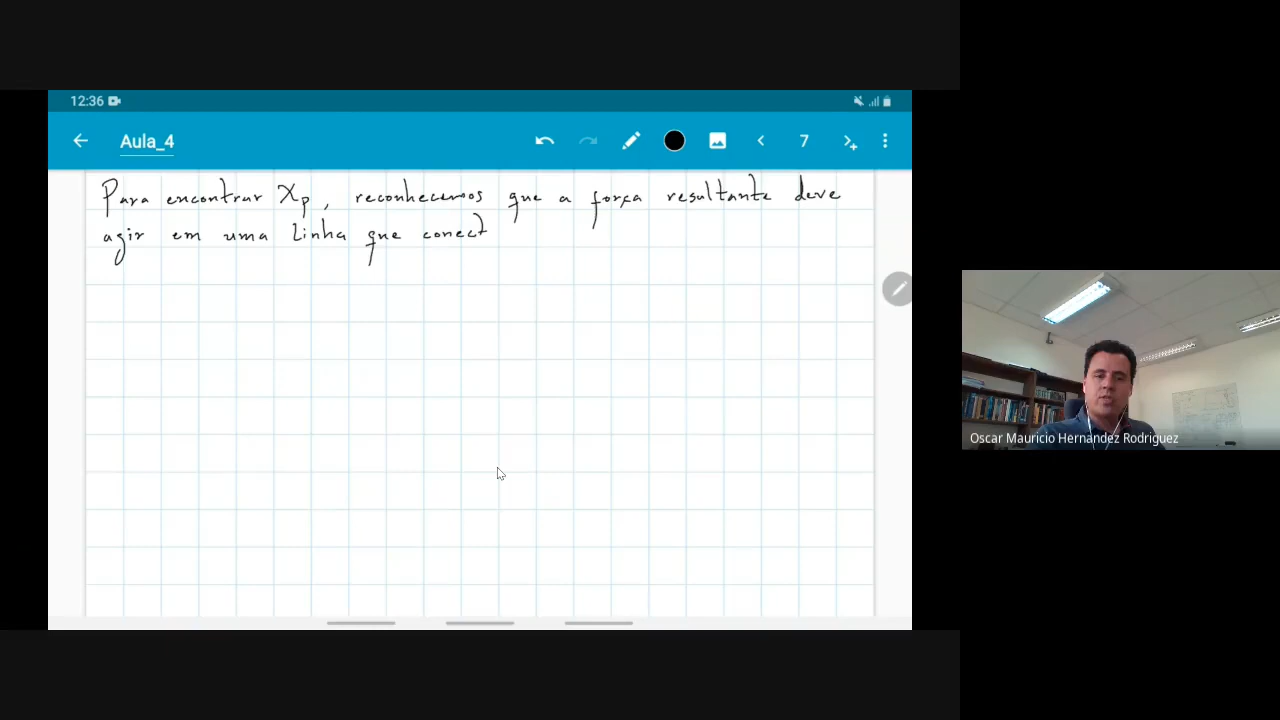 12:36
Aula_4
7
Para encontrar Xp, reconhecemos que a força resultante deve
agir em uma linha que conect
Oscar Mauricio Hernandez Rodriguez